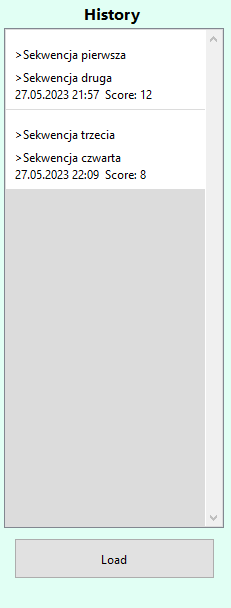 History
>Sekwencja pierwsza
>Sekwencja druga
27.05.2023 21:57  Score: 12
>Sekwencja trzecia
>Sekwencja czwarta
27.05.2023 22:09  Score: 8
Load